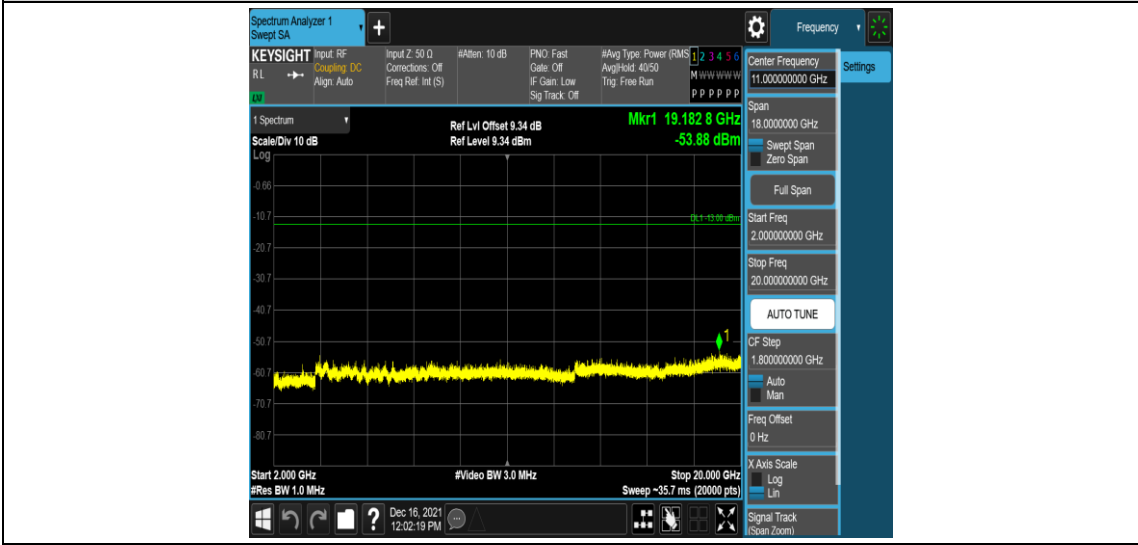 Spectrum Analyzer 1
Swept SA
+
Frequency
KEYSIGHT
RL
LM
Input: RF
Coupling: DC
Align: Auto
Input Z: 50 Ω
Corrections: Off
Freq Ref: Int (S)
#Atten: 10 dB
PNO: Fast
Gate: Off
IF Gain: Low
Sig Track: Off
#Avg Type: Power (RMS
Avg|Hold: 40/50
Trig: Free Run
1 2 3 4 5 6
M W W W W W
P P P P P P
1 Spectrum
Scale/Div 10 dB
Log
Ref Lvl Offset 9.34 dB
Ref Level 9.34 dBm
Mkr1 19.182 8 GHz
-53.88 dBm
-0.66
-10.7
DL1 -13.00 dBm
-20.7
-30.7
-40.7
-50.7
1
-60.7
-70.7
-80.7
Start 2.000 GHz
#Res BW 1.0 MHz
#Video BW 3.0 MHz
Stop 20.000 GHz
Sweep ~35.7 ms (20000 pts)
?
Dec 16, 2021
12:02:19 PM
Center Frequency
11.000000000 GHz
Settings
Span
18.0000000 GHz
Swept Span
Zero Span
Full Span
Start Freq
2.000000000 GHz
Stop Freq
20.000000000 GHz
AUTO TUNE
CF Step
1.800000000 GHz
Auto
Man
Freq Offset
0 Hz
X Axis Scale
Log
Lin
Signal Track
(Span Zoom)